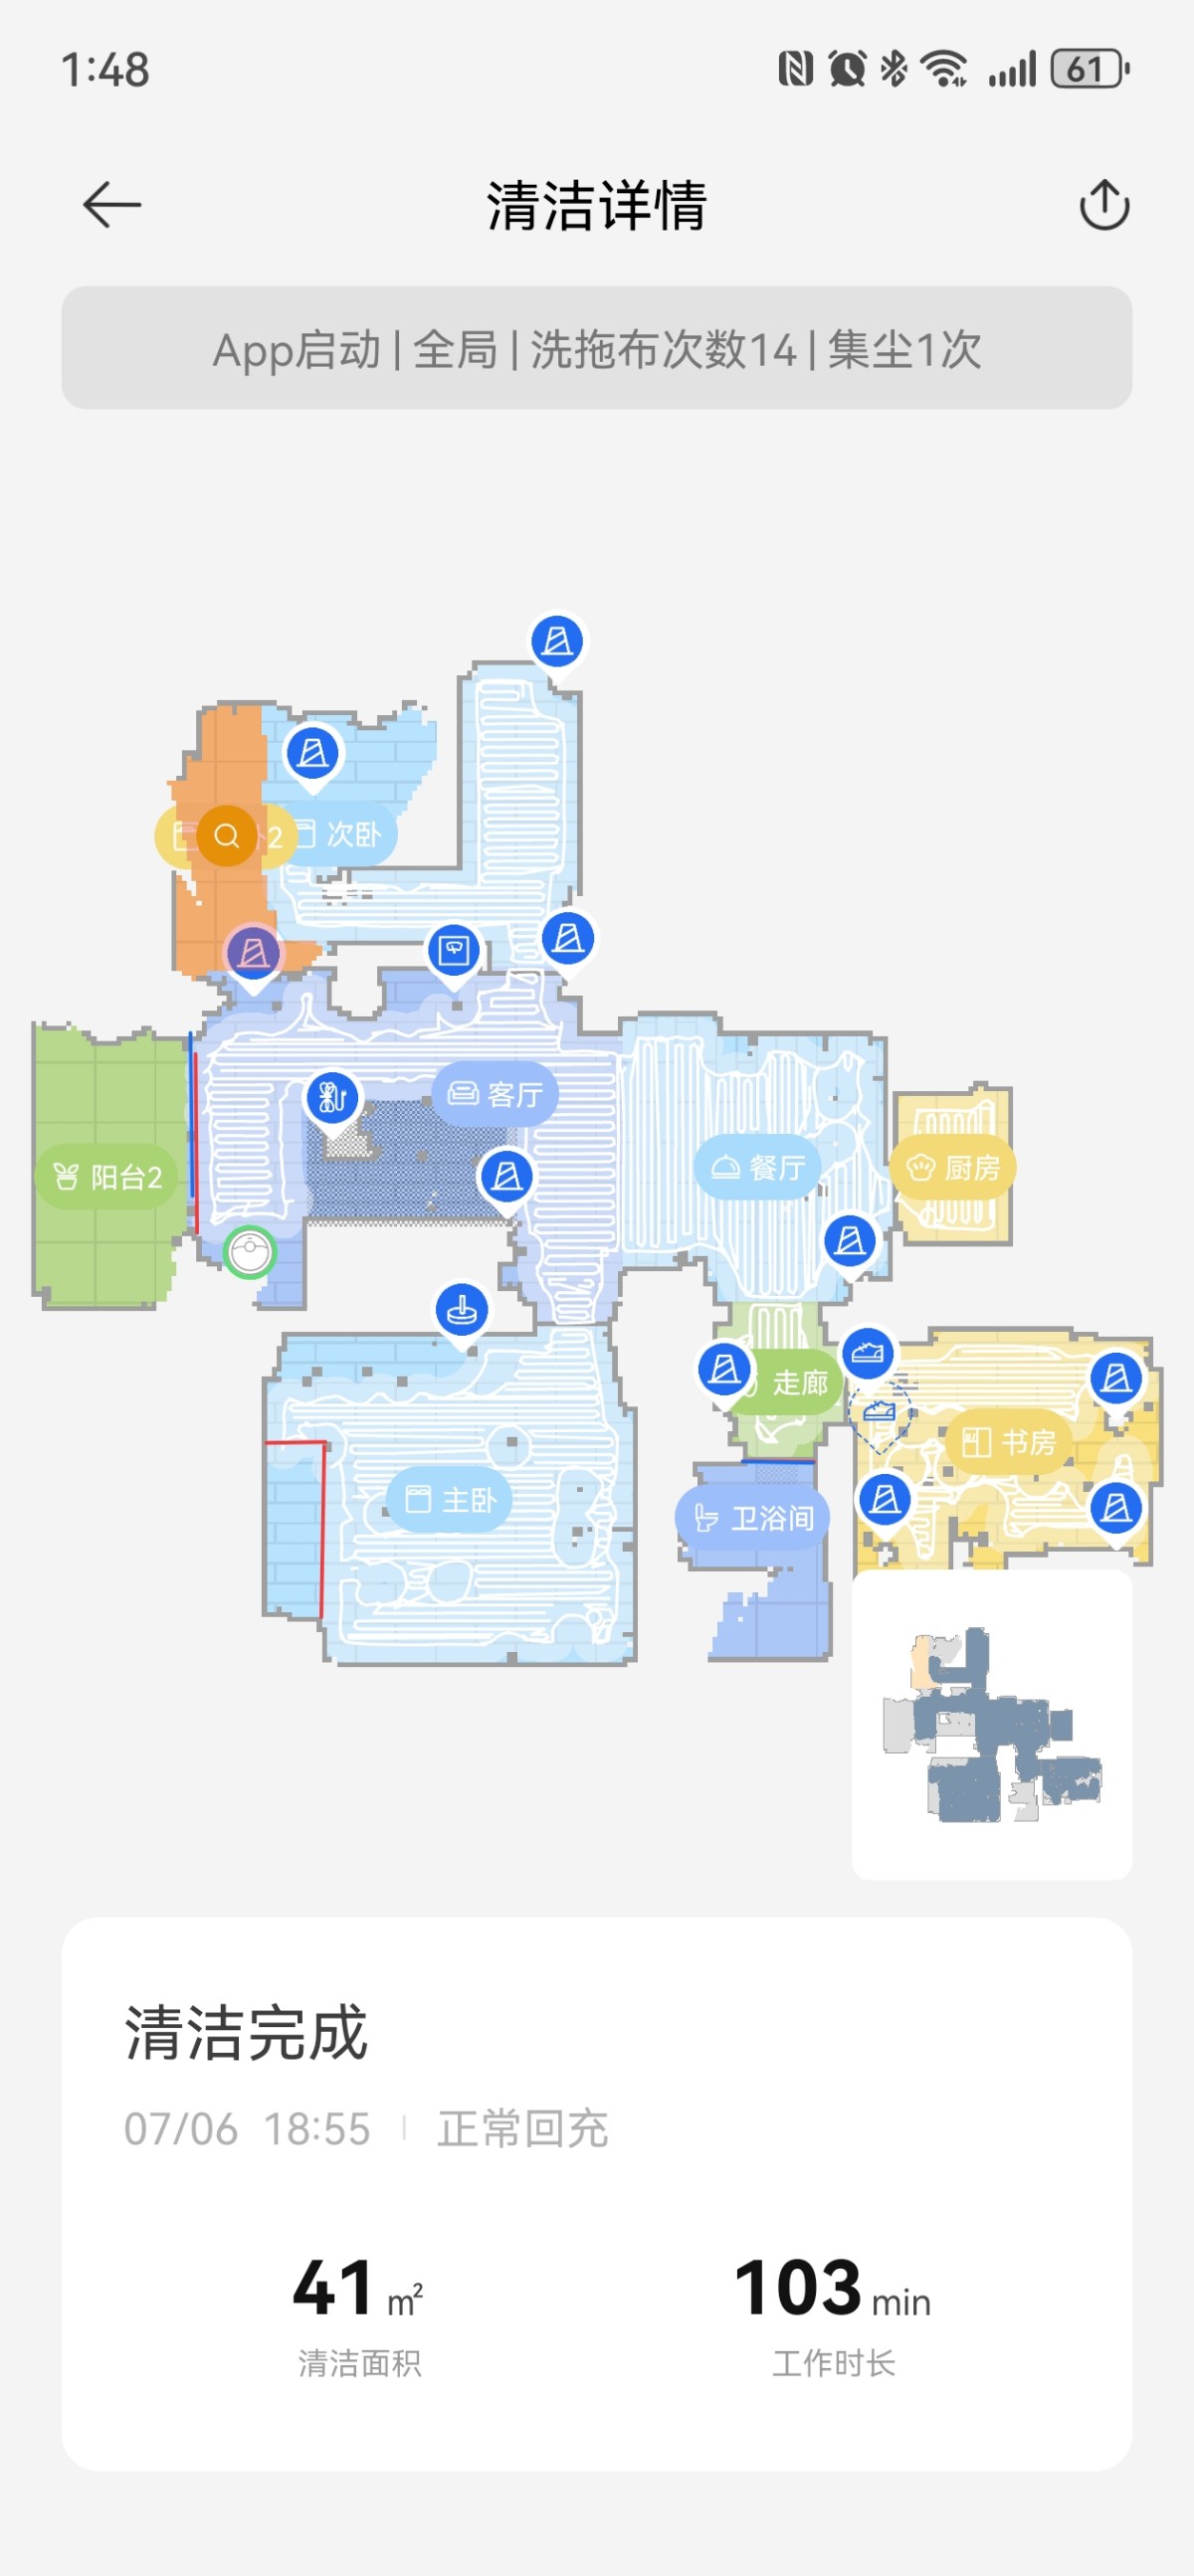 1:48
61
清洁详情
App启动 | 全局 | 洗拖布次数14 | 集尘1次
2
次卧
客厅
阳台2
餐厅
厨房
走廊
书房
主卧
卫浴间
清洁完成
07/06 18:55 | 正常回充
41 m²
103 min
清洁面积
工作时长